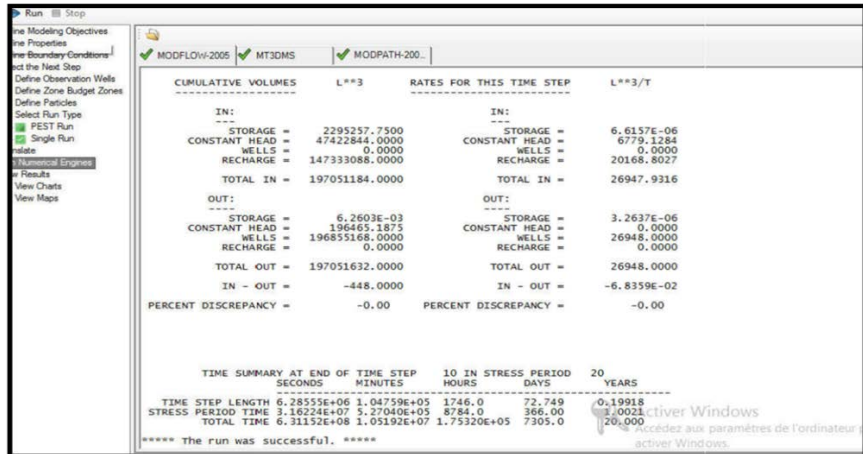 Run Stop
ine Modeling Objectives
ine Properties
ine Boundary Conditions
ect the Next Step
Define Observation Wells
Define Zone Budget Zones
Define Particles
Select Run Type
PEST Run
Single Run
nslate
n Numerical Engines
w Results
View Charts
View Maps
MODFLOW-2005 MT3DMS MODPATH-200..
CUMULATIVE VOLUMES L**3 RATES FOR THIS TIME STEP L**3/T
------------------ ------------------------
IN: IN:
--- ---
STORAGE = 2295257.7500 STORAGE = 6.6157E-06
CONSTANT HEAD = 47422844.0000 CONSTANT HEAD = 6779.1284
WELLS = 0.0000 WELLS = 0.0000
RECHARGE = 147333088.0000 RECHARGE = 20168.8027
TOTAL IN = 197051184.0000 TOTAL IN = 26947.9316
OUT: OUT:
---- ----
STORAGE = 6.2603E-03 STORAGE = 3.2637E-06
CONSTANT HEAD = 196465.1875 CONSTANT HEAD = 0.0000
WELLS = 196855168.0000 WELLS = 26948.0000
RECHARGE = 0.0000 RECHARGE = 0.0000
TOTAL OUT = 197051632.0000 TOTAL OUT = 26948.0000
IN - OUT = -448.0000 IN - OUT = -6.8359E-02
PERCENT DISCREPANCY = -0.00 PERCENT DISCREPANCY = -0.00
TIME SUMMARY AT END OF TIME STEP 10 IN STRESS PERIOD 20
SECONDS MINUTES HOURS DAYS YEARS
-----------------------------------------------------------
TIME STEP LENGTH 6.28555E+06 1.04759E+05 1746.0 72.749 0.19918
STRESS PERIOD TIME 3.16224E+07 5.27040E+05 8784.0 366.00 1.0021
TOTAL TIME 6.31152E+08 1.05192E+07 1.75320E+05 7305.0 20.000
***** The run was successful. *****
Activer Windows
Accédez aux paramètres de l'ordinateur p
activer Windows.